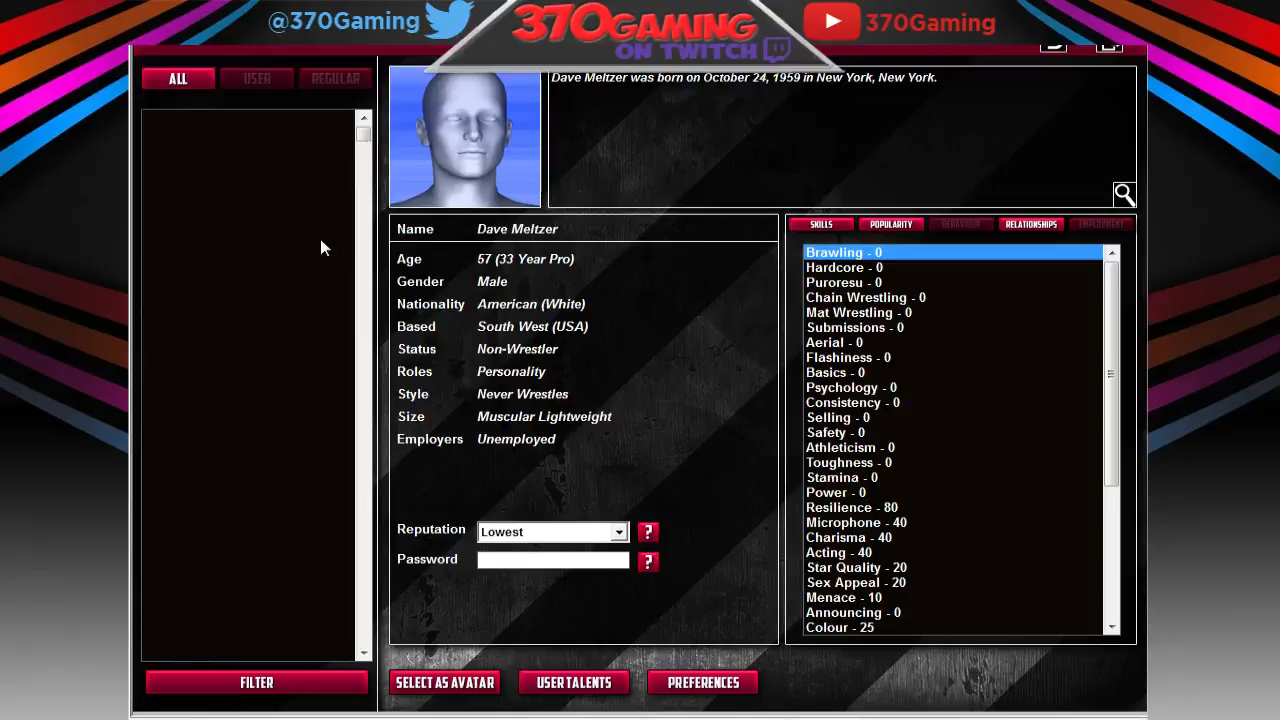 @370Gaming
370GAMING
ON TWITCH
370Gaming
ALL
USER
REGULAR
Dave Meltzer was born on October 24, 1959 in New York, New York.
Name Dave Meltzer
Age 57 (33 Year Pro)
Gender Male
Nationality American (White)
Based South West (USA)
Status Non-Wrestler
Roles Personality
Style Never Wrestles
Size Muscular Lightweight
Employers Unemployed
Reputation Lowest ?
Password ?
SKILLS POPULARITY BEHAVIOUR RELATIONSHIPS EMPLOYMENT
Brawling - 0
Hardcore - 0
Puroresu - 0
Chain Wrestling - 0
Mat Wrestling - 0
Submissions - 0
Aerial - 0
Flashiness - 0
Basics - 0
Psychology - 0
Consistency - 0
Selling - 0
Safety - 0
Athleticism - 0
Toughness - 0
Stamina - 0
Power - 0
Resilience - 80
Microphone - 40
Charisma - 40
Acting - 40
Star Quality - 20
Sex Appeal - 20
Menace - 10
Announcing - 0
Colour - 25
FILTER
SELECT AS AVATAR
USER TALENTS
PREFERENCES